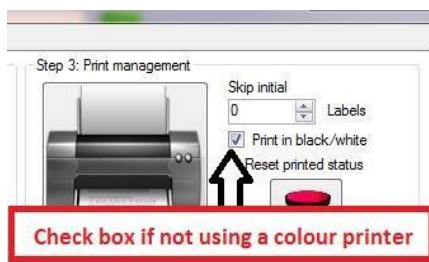 Step 3: Print management
Skip initial
0 Labels
Print in black/white
Reset printed status
Check box if not using a colour printer